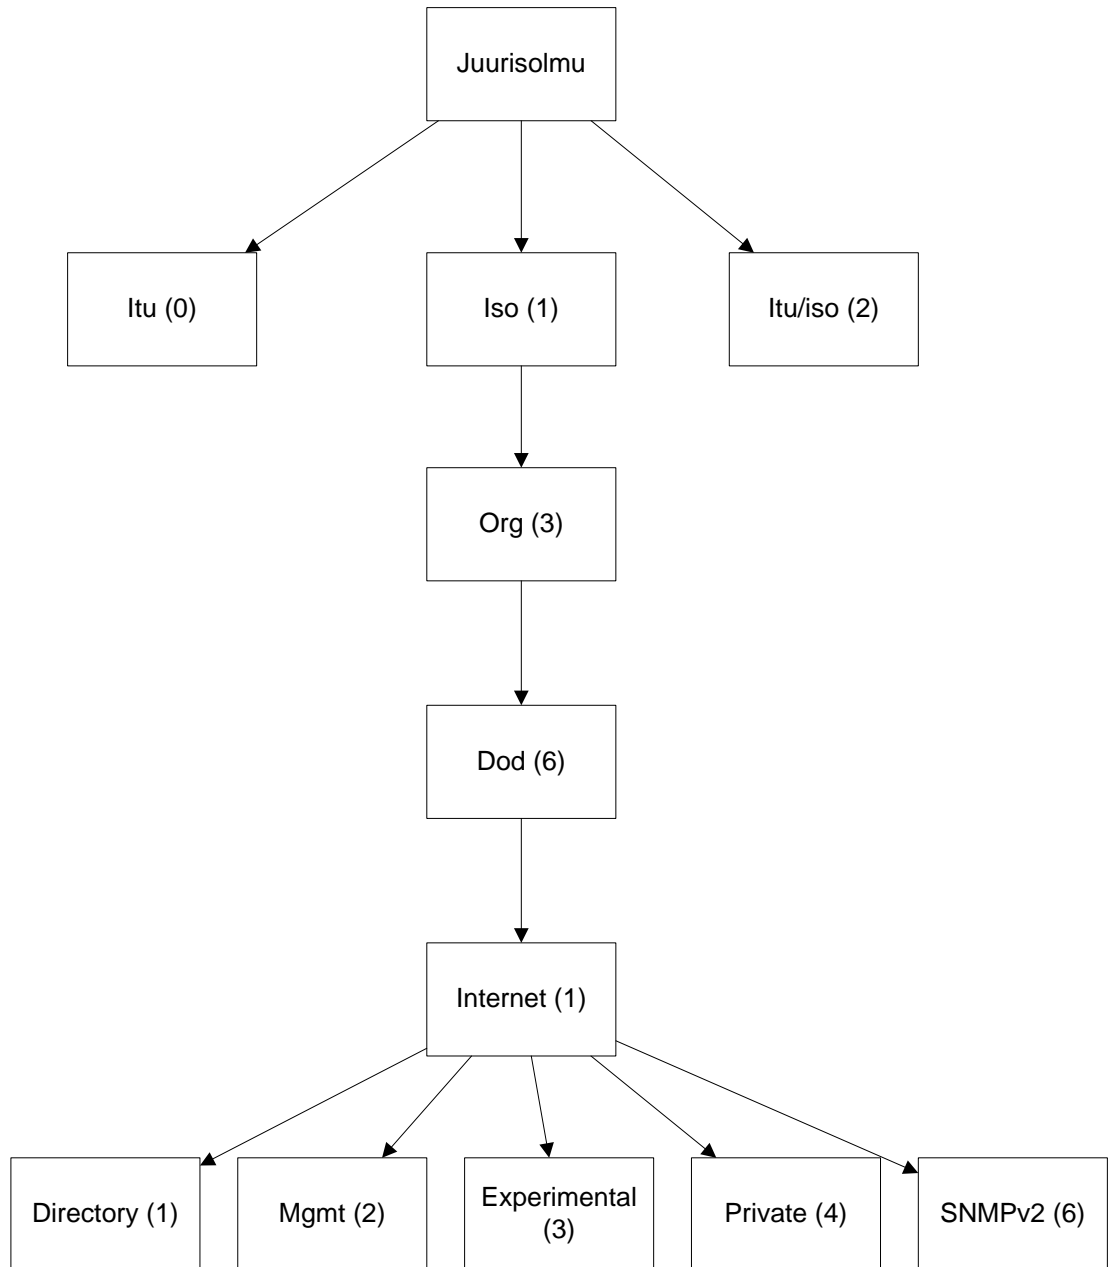 Juurisolmu
Itu (0)
Iso (1)
Itu/iso (2)
Org (3)
Dod (6)
Internet (1)
Directory (1)
Mgmt (2)
Experimental
(3)
Private (4)
SNMPv2 (6)